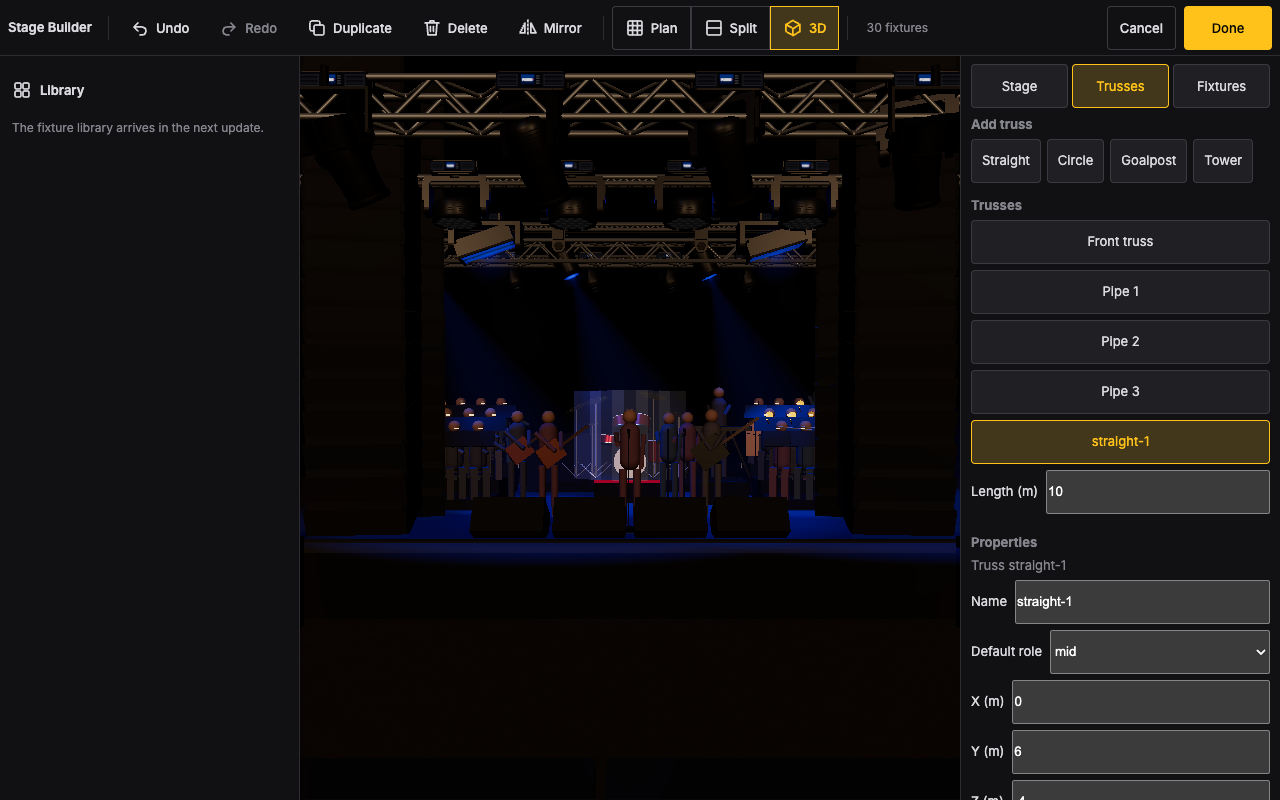 Stage Builder
Undo
Redo
Duplicate
Delete
Mirror
Plan
Split
3D
30 fixtures
Cancel
Done
Library
The fixture library arrives in the next update.
Stage
Trusses
Fixtures
Add truss
Straight
Circle
Goalpost
Tower
Trusses
Front truss
Pipe 1
Pipe 2
Pipe 3
straight-1
Length (m) 10
Properties
Truss straight-1
Name straight-1
Default role mid
X (m) 0
Y (m) 6